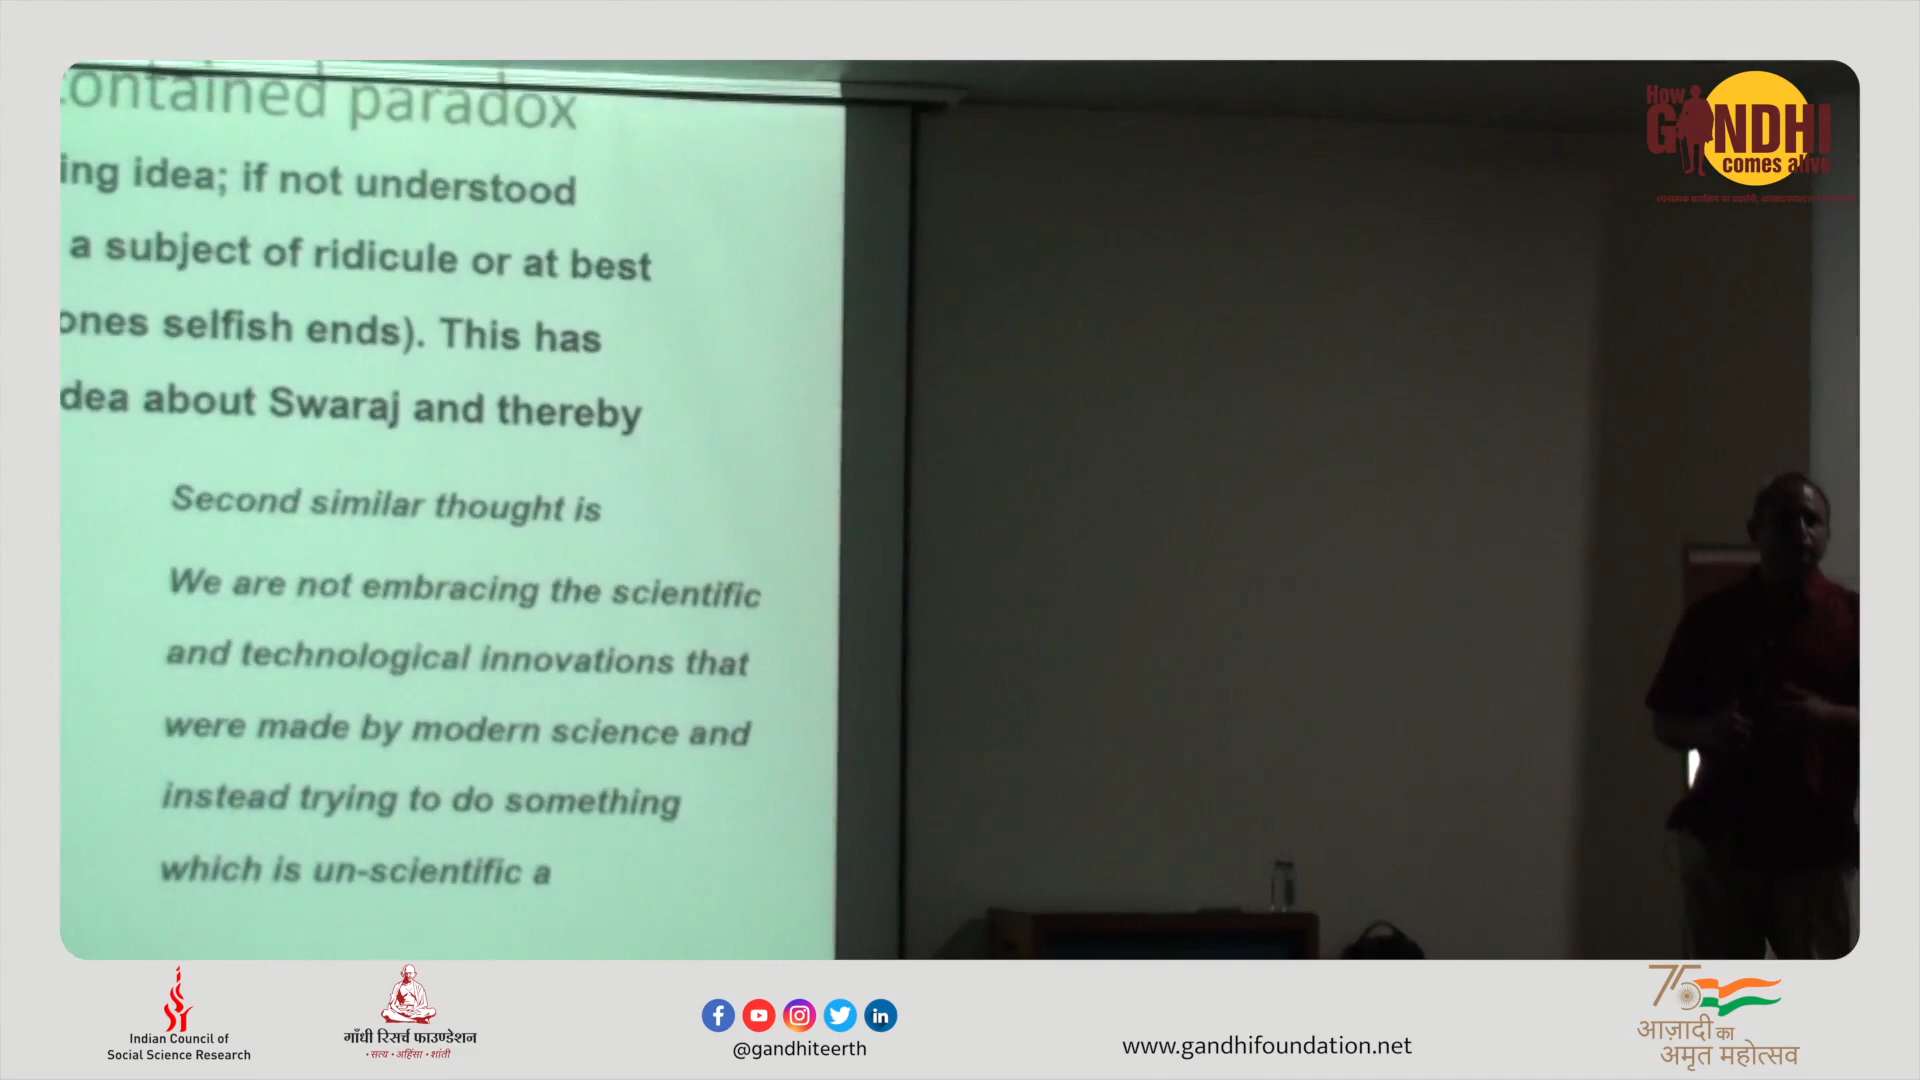 ontained paradox
ing idea; if not understood
a subject of ridicule or at best
ones selfish ends). This has
dea about Swaraj and thereby
Second similar thought is
We are not embracing the scientific
and technological innovations that
were made by modern science and
instead trying to do something
which is un-scientific a
How
GANDHI
comes alive
Indian Council of
Social Science Research
गाँधी रिसर्च फाउण्डेशन
• सत्य • अहिंसा • शांती
@gandhiteerth
www.gandhifoundation.net
75
आज़ादी का
अमृत महोत्सव